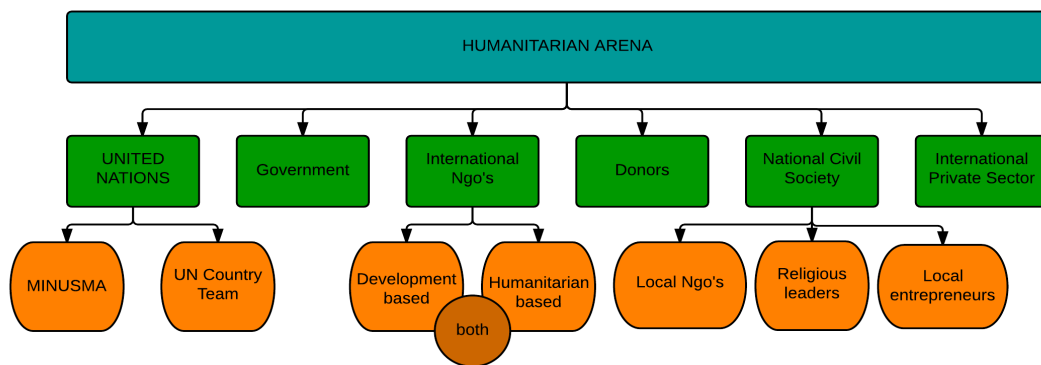 HUMANITARIAN ARENA
UNITED
NATIONS
Government
International
Ngo's
Donors
National Civil
Society
International
Private Sector
MINUSMA
UN Country
Team
Development
based
Humanitarian
based
both
Local Ngo's
Religious
leaders
Local
entrepreneurs